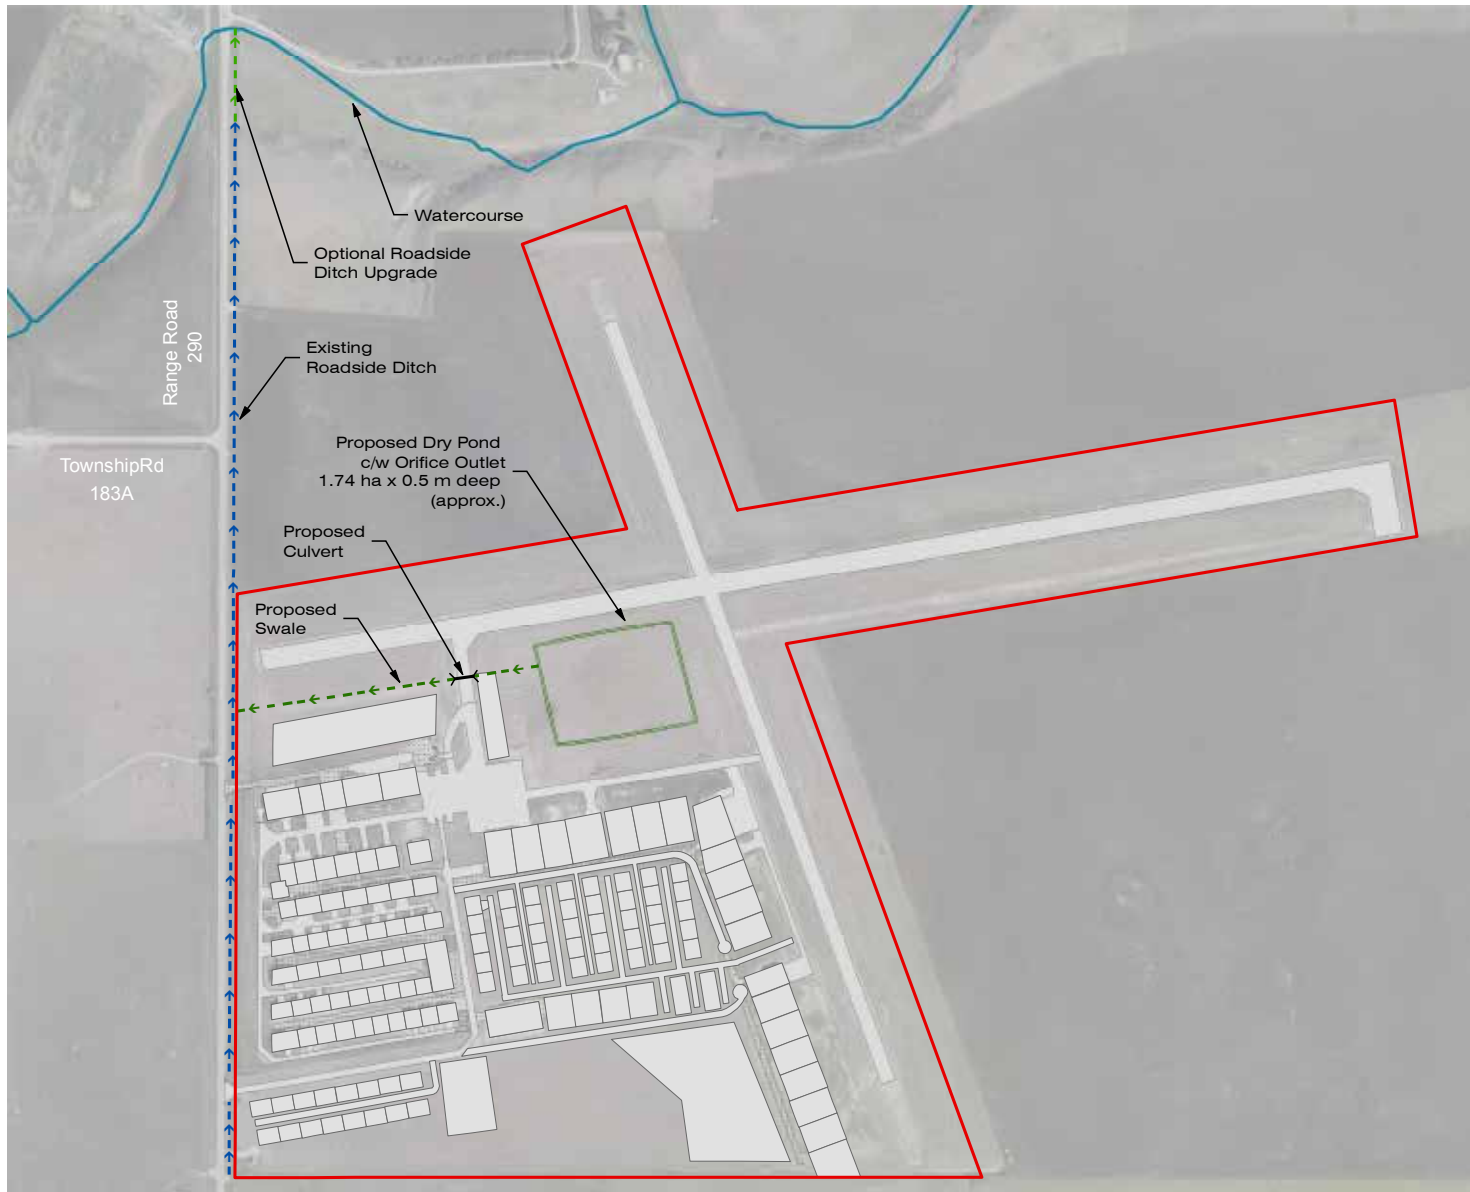 Watercourse
Optional Roadside
Ditch Upgrade
Range Road
290
Existing
Roadside Ditch
Proposed Dry Pond
c/w Orifice Outlet
1.74 ha x 0.5 m deep
(approx.)
TownshipRd
183A
Proposed
Culvert
Proposed
Swale